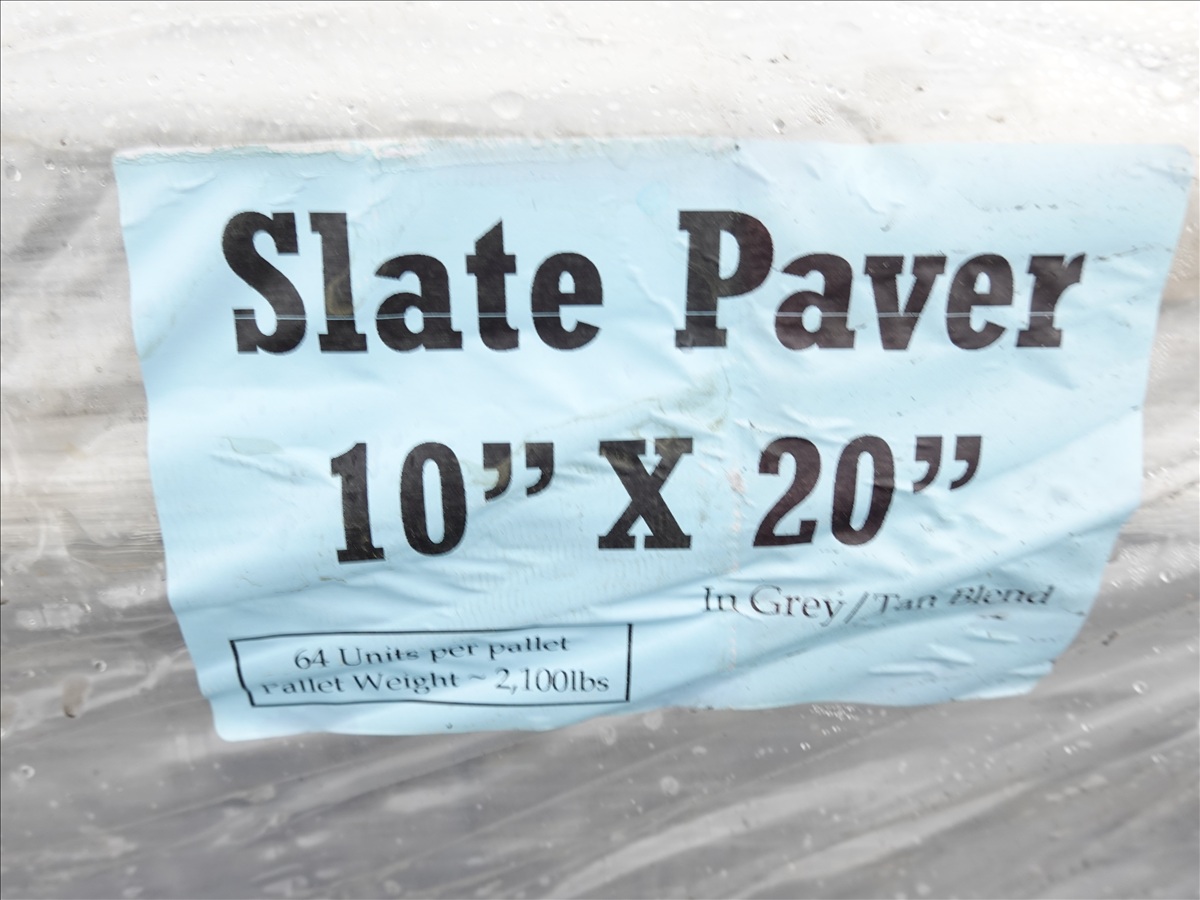 Slate Paver
10” X 20”
In Grey/Tan Blend
64 Units per pallet
Pallet Weight ~ 2,100lbs